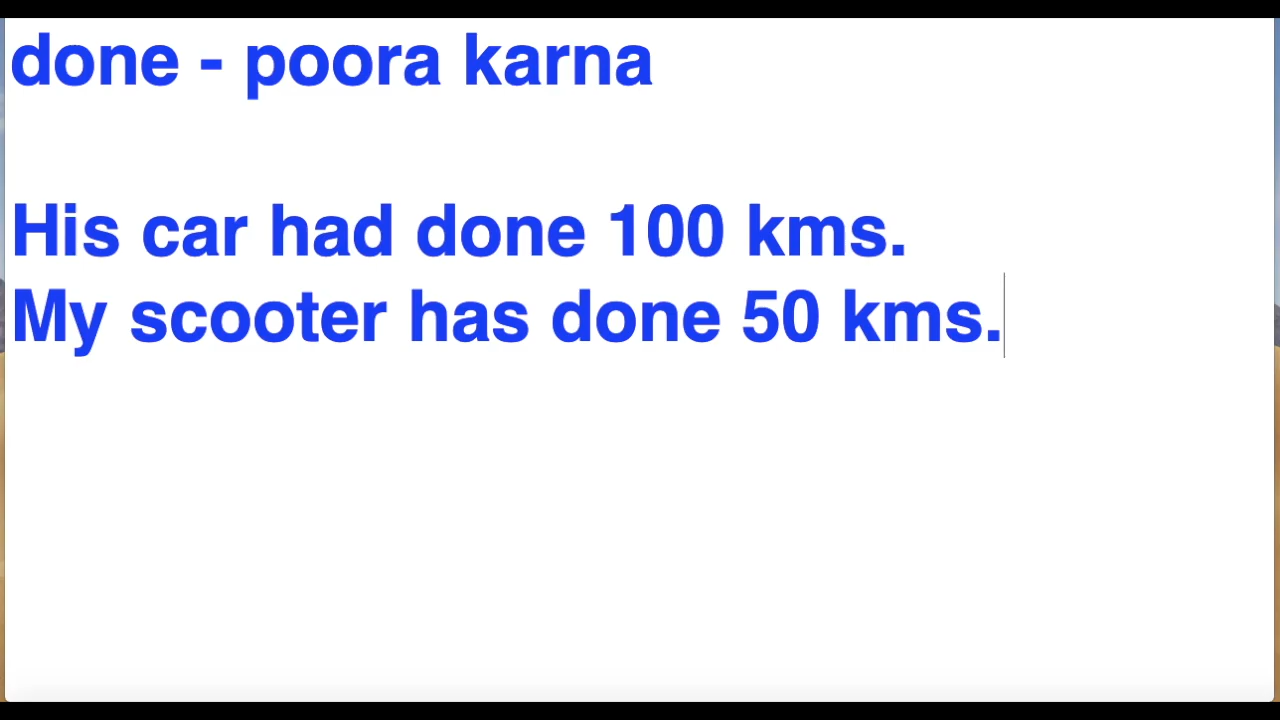 done - poora karna
His car had done 100 kms.
My scooter has done 50 kms.